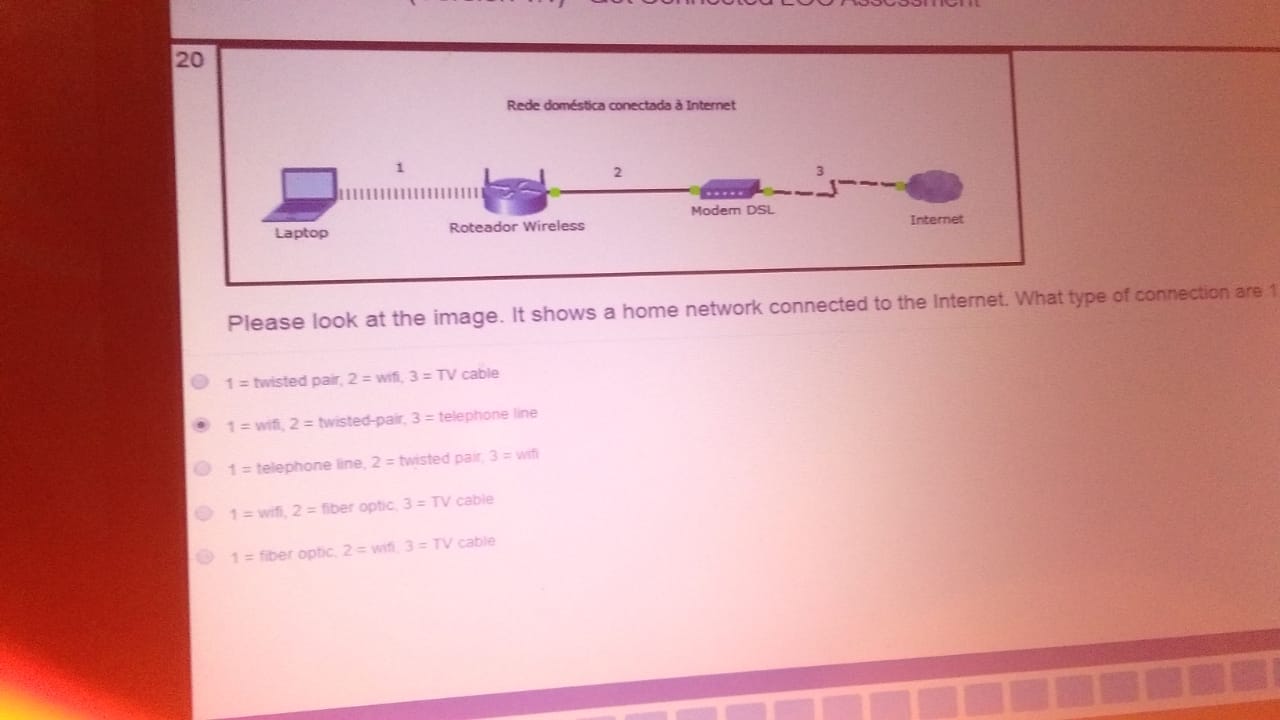 Get Connected EOC Assessment
20
Rede doméstica conectada à Internet
1
2
3
Laptop
Roteador Wireless
Modem DSL
Internet
Please look at the image. It shows a home network connected to the Internet. What type of connection are 1
1 = twisted pair, 2 = wifi, 3 = TV cable
1 = wifi, 2 = twisted-pair, 3 = telephone line
1 = telephone line, 2 = twisted pair, 3 = wifi
1 = wifi, 2 = fiber optic, 3 = TV cable
1 = fiber optic, 2 = wifi, 3 = TV cable